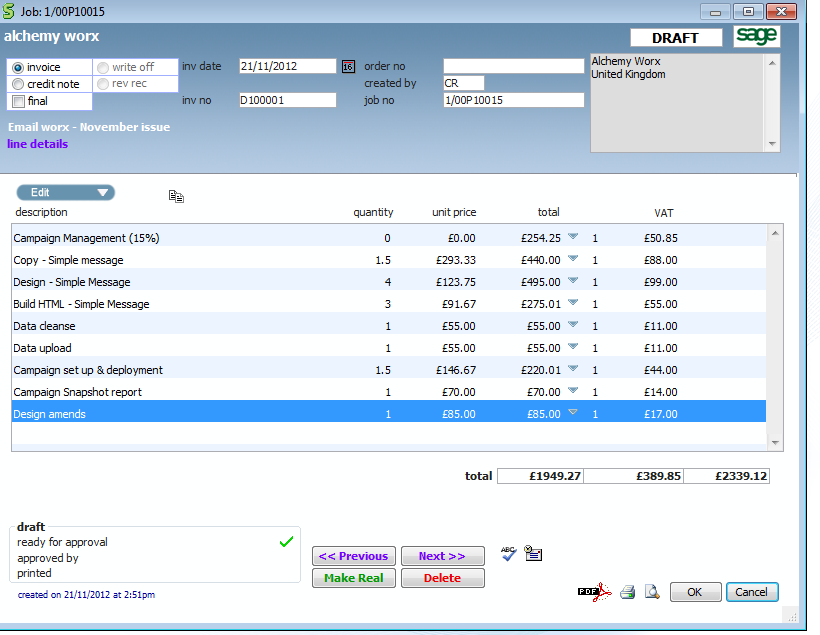 Job: 1/00P10015
alchemy worx
DRAFT
sage
invoice
write off
inv date
21/11/2012
16
order no
credit note
rev rec
created by
CR
final
inv no
D100001
job no
1/00P10015
Alchemy Worx
United Kingdom
Email worx - November issue
line details
Edit
description quantity unit price total VAT
Campaign Management (15%) 0 £0.00 £254.25 1 £50.85
Copy - Simple message 1.5 £293.33 £440.00 1 £88.00
Design - Simple Message 4 £123.75 £495.00 1 £99.00
Build HTML - Simple Message 3 £91.67 £275.01 1 £55.00
Data cleanse 1 £55.00 £55.00 1 £11.00
Data upload 1 £55.00 £55.00 1 £11.00
Campaign set up & deployment 1.5 £146.67 £220.01 1 £44.00
Campaign Snapshot report 1 £70.00 £70.00 1 £14.00
Design amends 1 £85.00 £85.00 1 £17.00
total £1949.27 £389.85 £2339.12
draft
ready for approval
approved by
printed
created on 21/11/2012 at 2:51pm
<< Previous
Next >>
ABC
Make Real
Delete
PDF
OK
Cancel